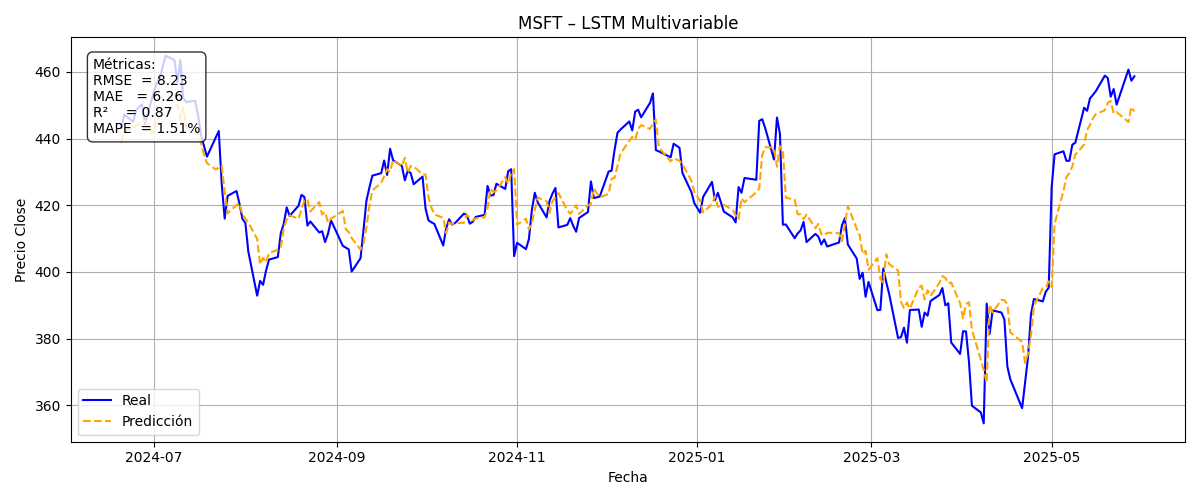 MSFT – LSTM Multivariable
Métricas:
RMSE = 8.23
MAE = 6.26
R² = 0.87
MAPE = 1.51%
Precio Close
460
440
420
400
380
360
Real
Predicción
2024-07
2024-09
2024-11
2025-01
2025-03
2025-05
Fecha